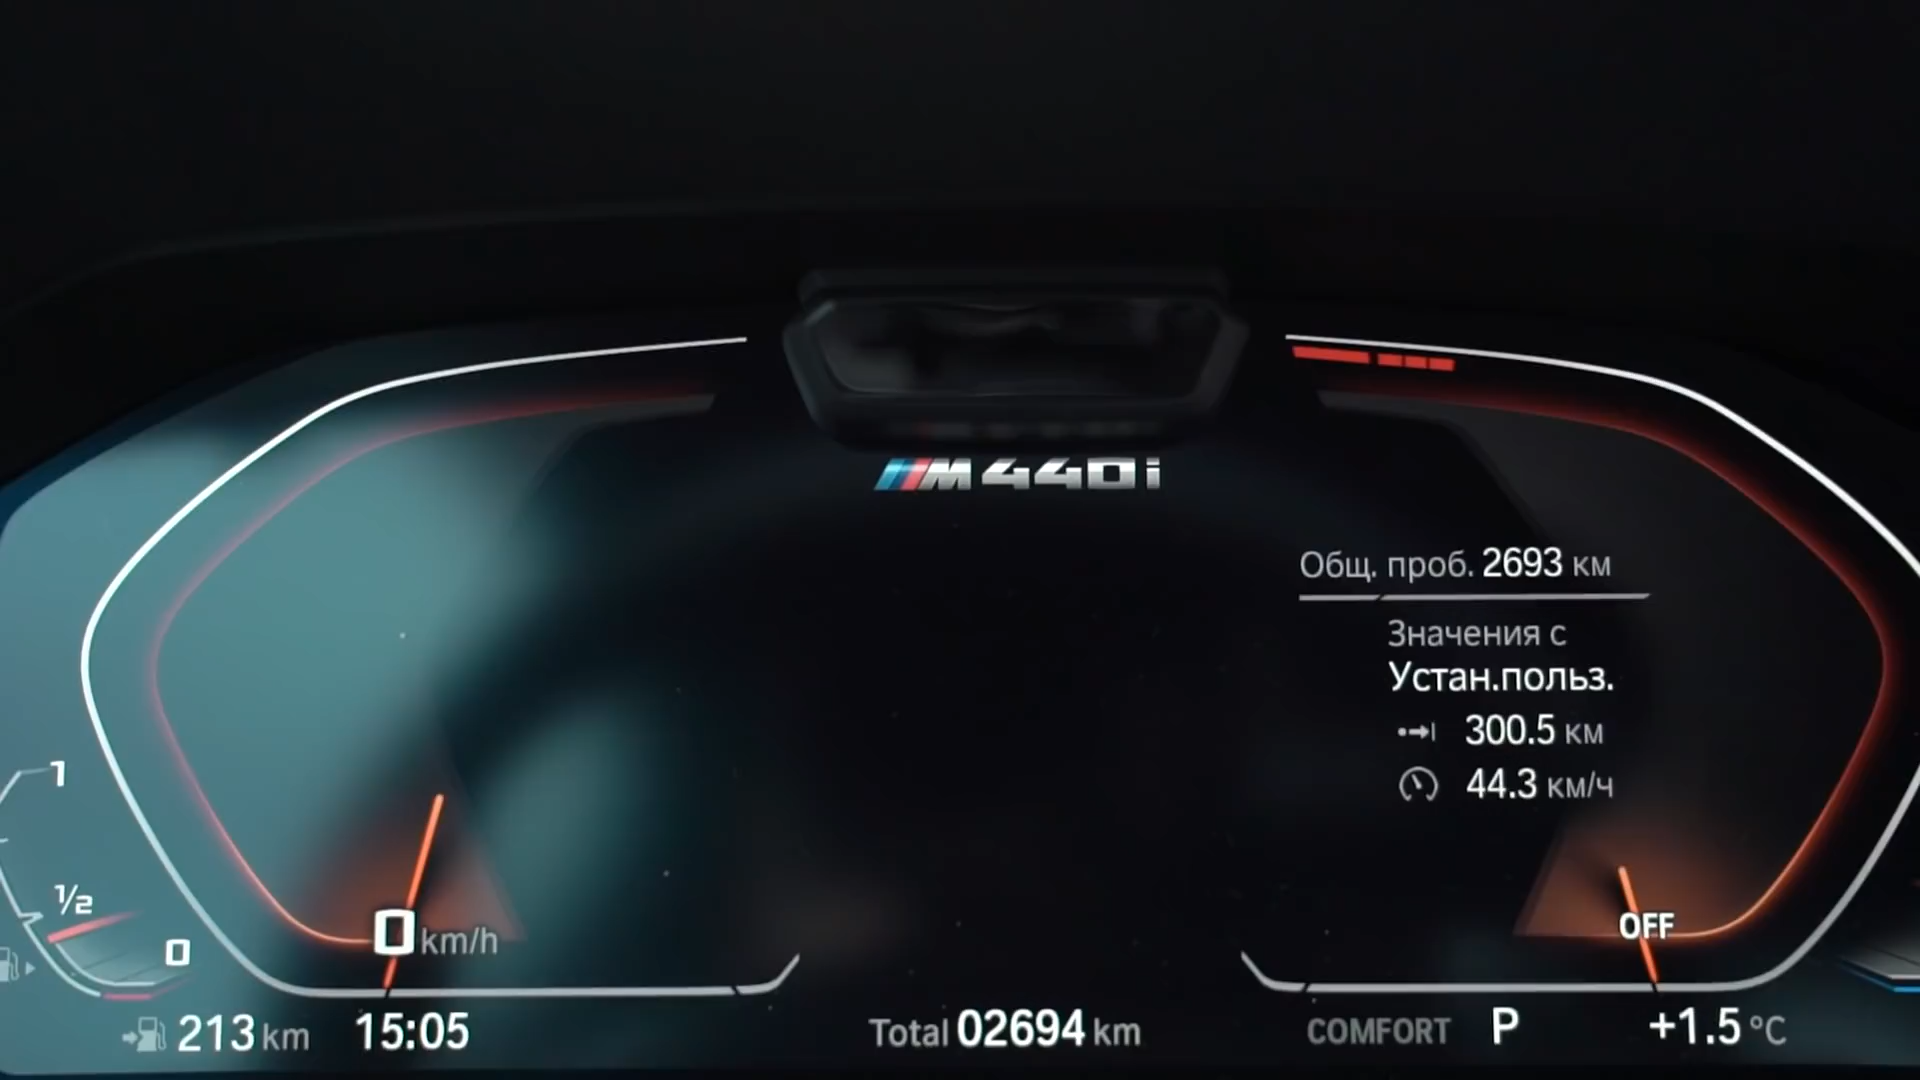 M440i
Общ. проб. 2693 км
Значения с
Устан.польз.
300.5 км
44.3 км/ч
1
1/2
0
0 km/h
OFF
213 km
15:05
Total 02694 km
COMFORT
P
+1.5 °C